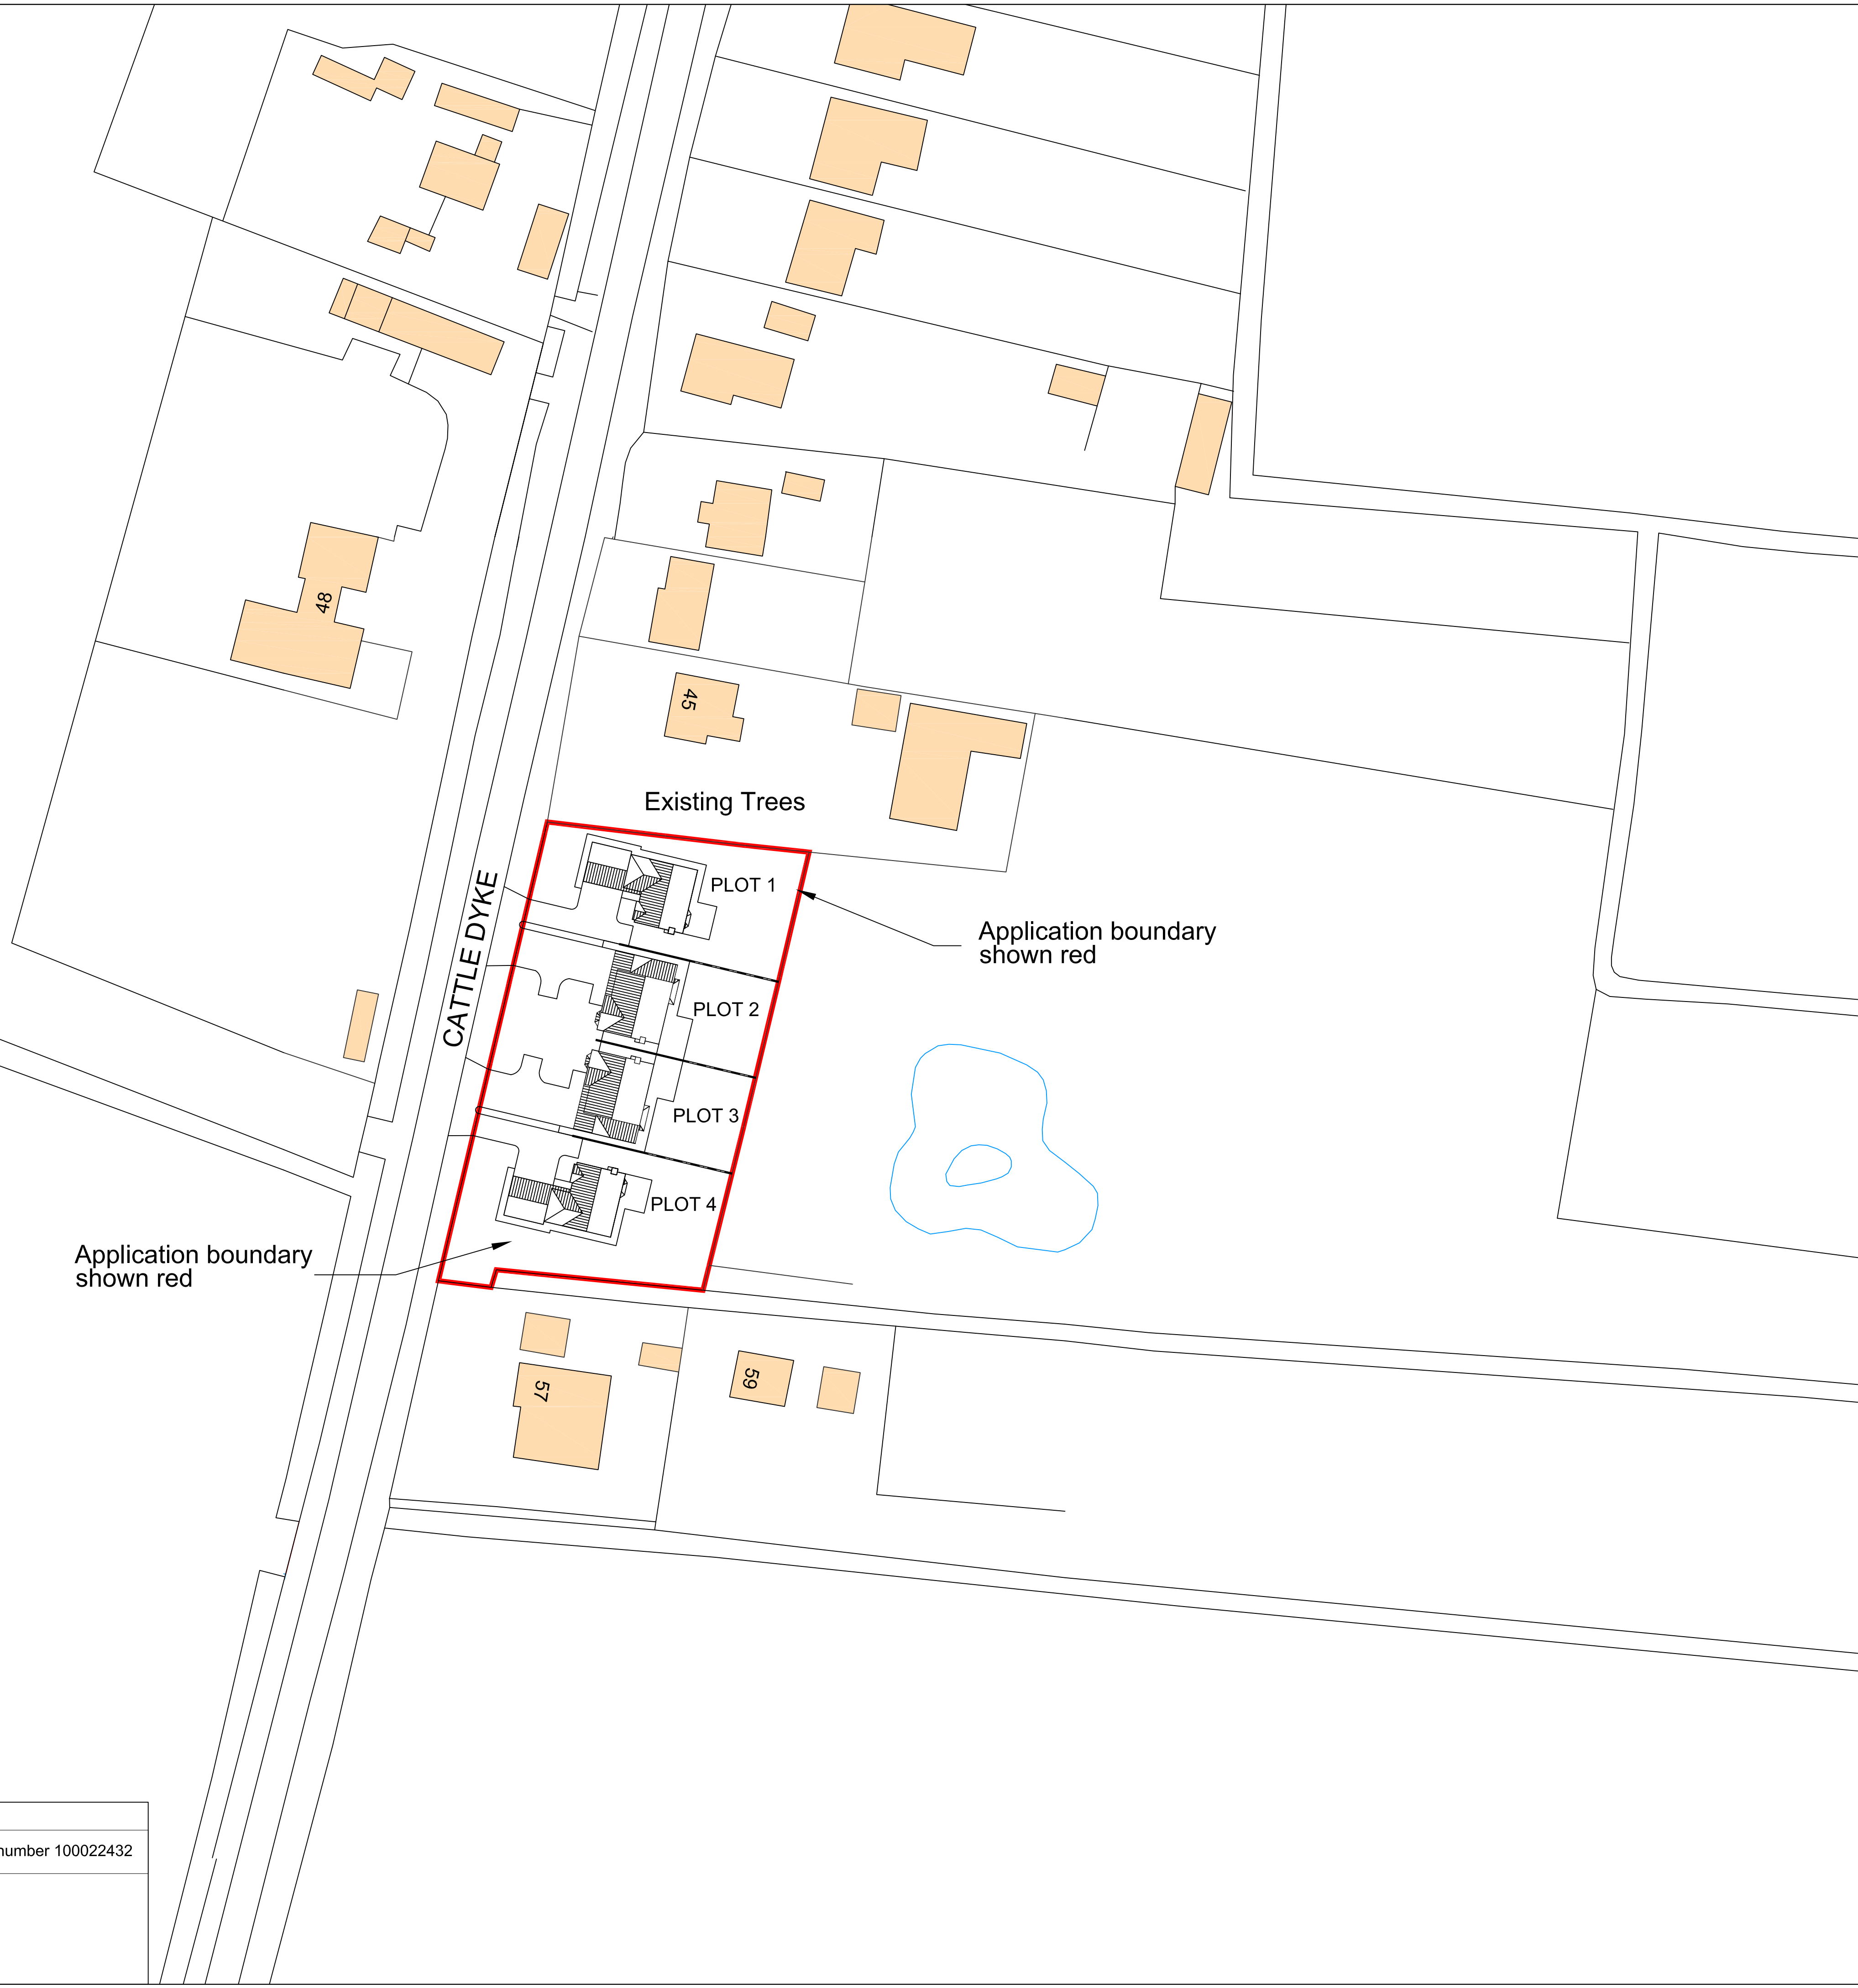 48
45
Existing Trees
PLOT 1
Application boundary
shown red
CATTLE DYKE
PLOT 2
PLOT 3
PLOT 4
Application boundary
shown red
57
59
number 100022432